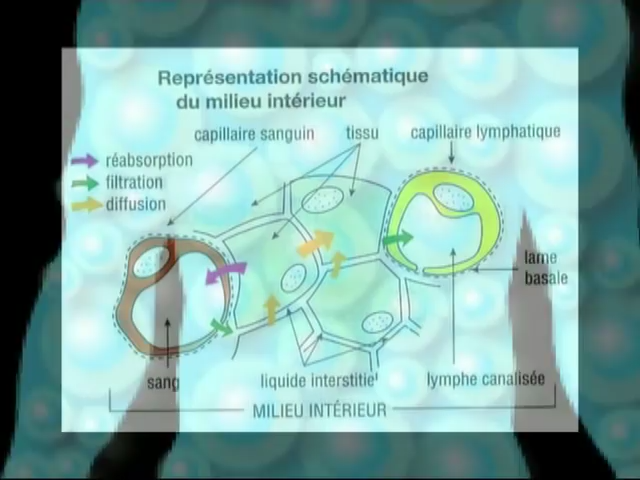 Représentation schématique
du milieu intérieur
capillaire sanguin
tissu
capillaire lymphatique
réabsorption
filtration
diffusion
lame
basale
sang
liquide interstitiel
lymphe canalisée
MILIEU INTÉRIEUR